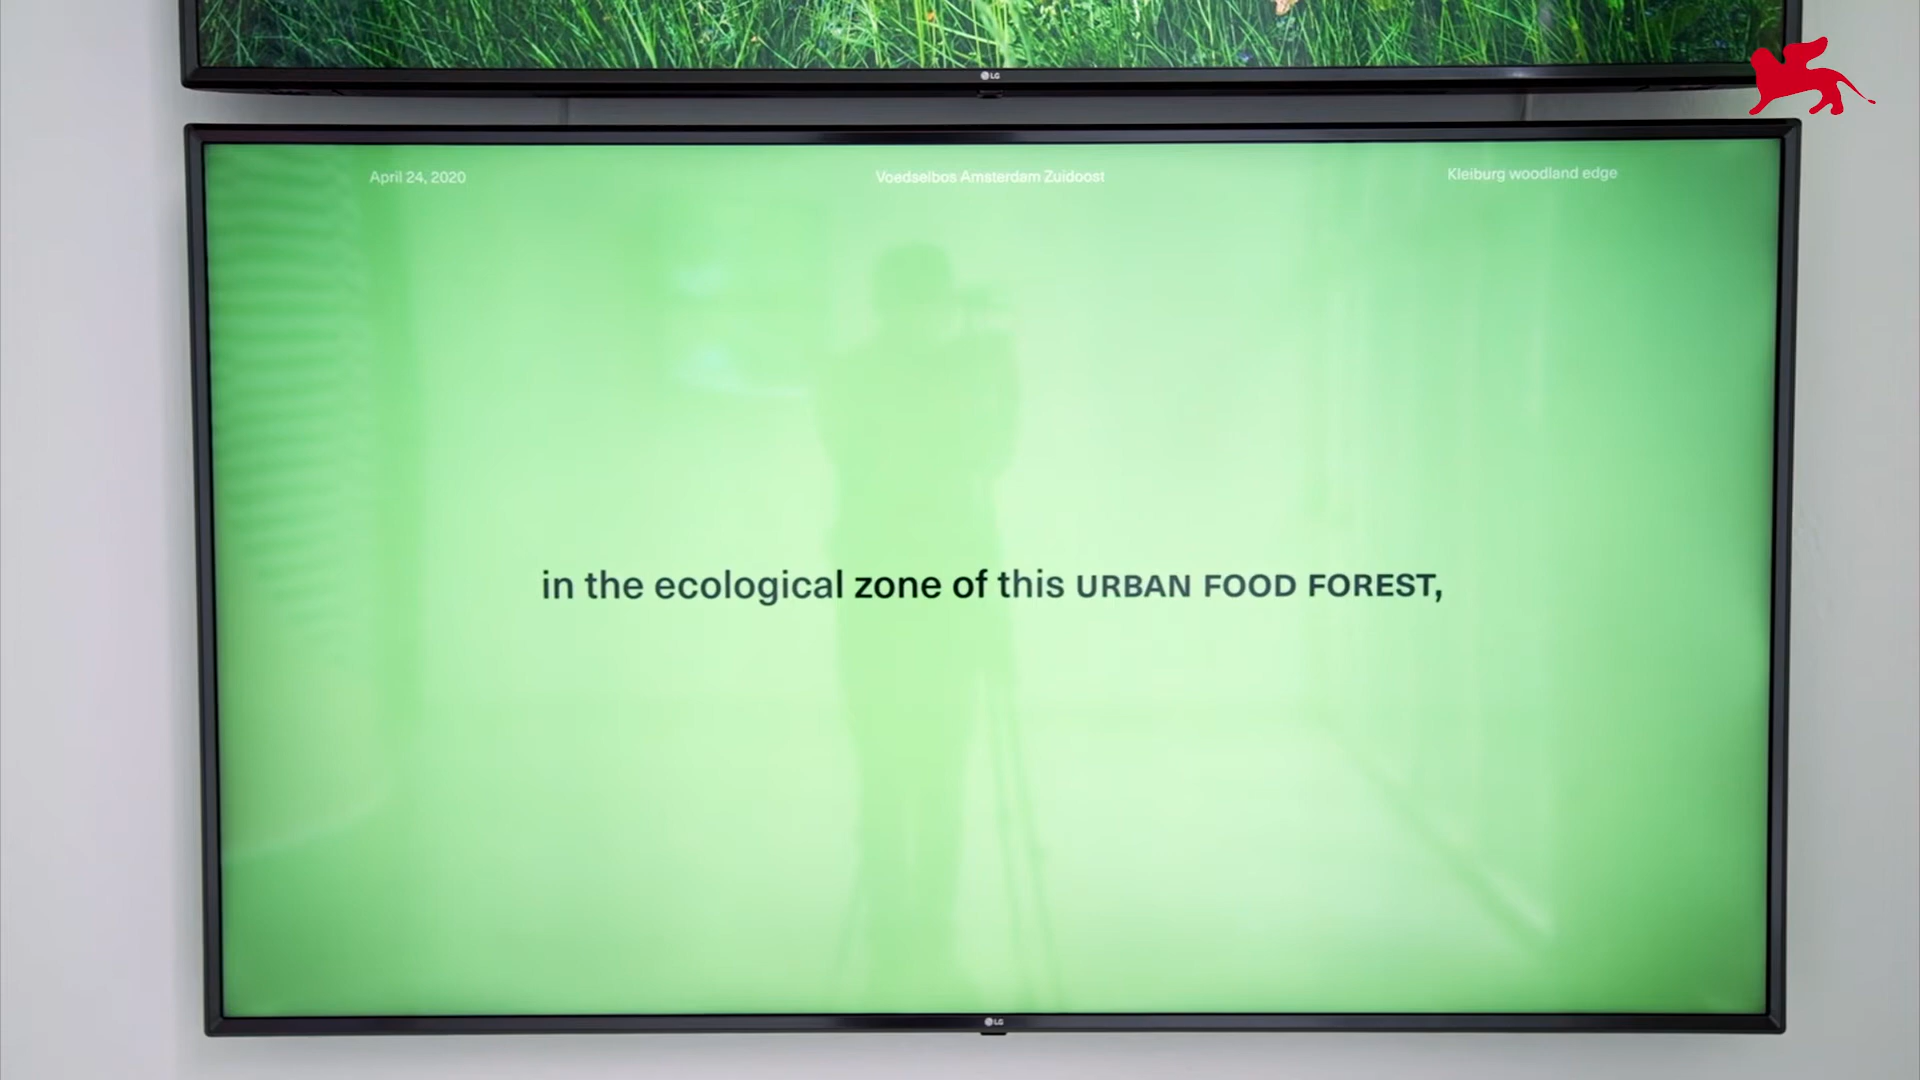 LG
April 24, 2020
Voedselbos Amsterdam Zuidoost
Kleiburg woodland edge
in the ecological zone of this URBAN FOOD FOREST,
LG